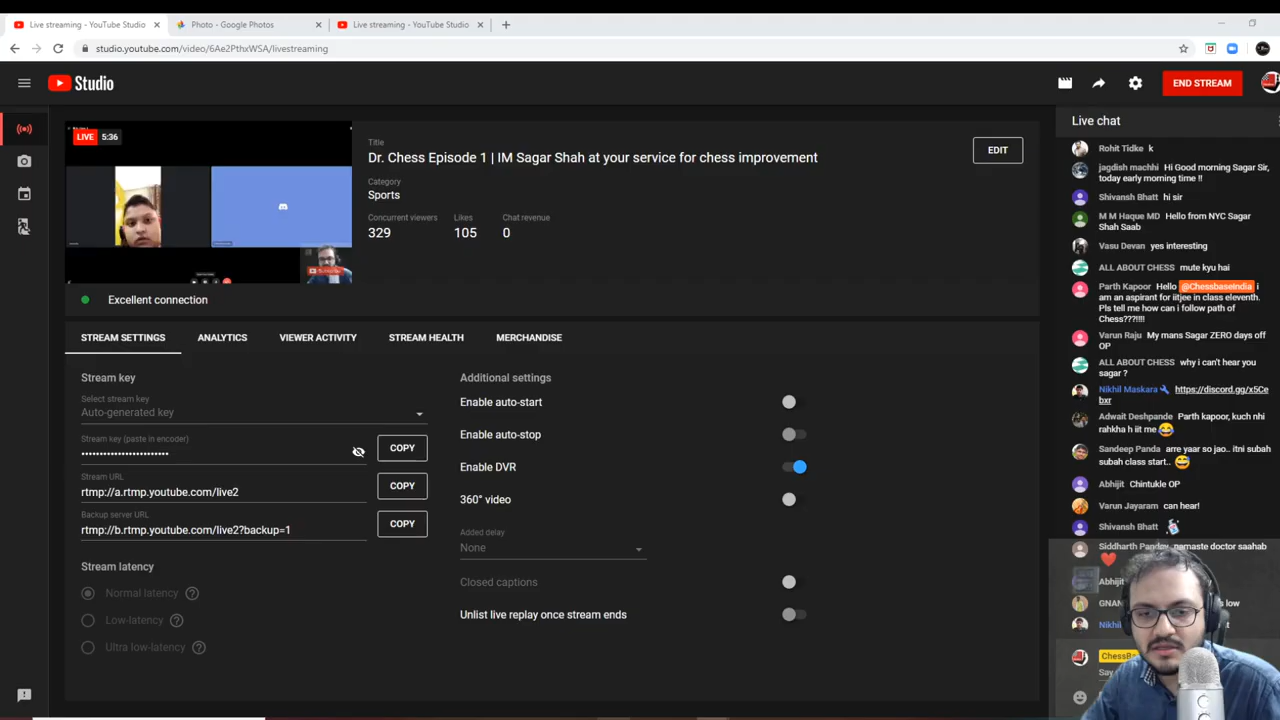 Live streaming - YouTube Studio
Photo - Google Photos
Live streaming - YouTube Studio
studio.youtube.com/video/6Ae2PthxWSA/livestreaming
Studio
END STREAM
LIVE 5:36
Title
Dr. Chess Episode 1 | IM Sagar Shah at your service for chess improvement
EDIT
Category
Sports
Concurrent viewers
Likes
Chat revenue
329
105
0
Excellent connection
STREAM SETTINGS
ANALYTICS
VIEWER ACTIVITY
STREAM HEALTH
MERCHANDISE
Stream key
Select stream key
Auto-generated key
Stream key (paste in encoder)
COPY
Stream URL
rtmp://a.rtmp.youtube.com/live2
COPY
Backup server URL
rtmp://b.rtmp.youtube.com/live2?backup=1
COPY
Stream latency
Normal latency
Low-latency
Ultra low-latency
Additional settings
Enable auto-start
Enable auto-stop
Enable DVR
360° video
Added delay
None
Closed captions
Unlist live replay once stream ends
Live chat
Rohit Tidke k
jagdish machhi Hi Good morning Sagar Sir,
today early morning time !!
Shivansh Bhatt hi sir
M M Haque MD Hello from NYC Sagar
Shah Saab
Vasu Devan yes interesting
ALL ABOUT CHESS mute kyu hai
Parth Kapoor Hello @ChessbaseIndia i
am an aspirant for iitjee in class eleventh.
Pls tell me how can i follow path of
Chess???!!!!
Varun Raju My mans Sagar ZERO days off
OP
ALL ABOUT CHESS why i can't hear you
sagar ?
Nikhil Maskara https://discord.gg/x5Ce
bxr
Adwait Deshpande Parth kapoor, kuch nhi
rahkha h iit me
Sandeep Panda arre yaar so jao.. itni subah
subah class start..
Abhijit Chintukle OP
Varun Jayaram can hear!
Shivansh Bhatt
Siddharth Pandey namaste doctor saahab
Abhijit
GNAN
low
Nikh
ChessBa
Say